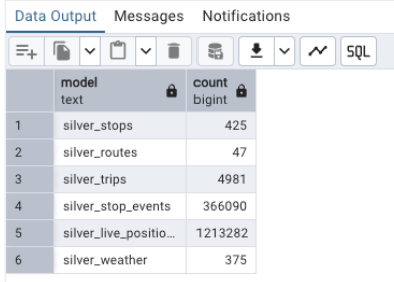 Data Output Messages Notifications
SQL
model count
text bigint
1 silver_stops 425
2 silver_routes 47
3 silver_trips 4981
4 silver_stop_events 366090
5 silver_live_positio... 1213282
6 silver_weather 375